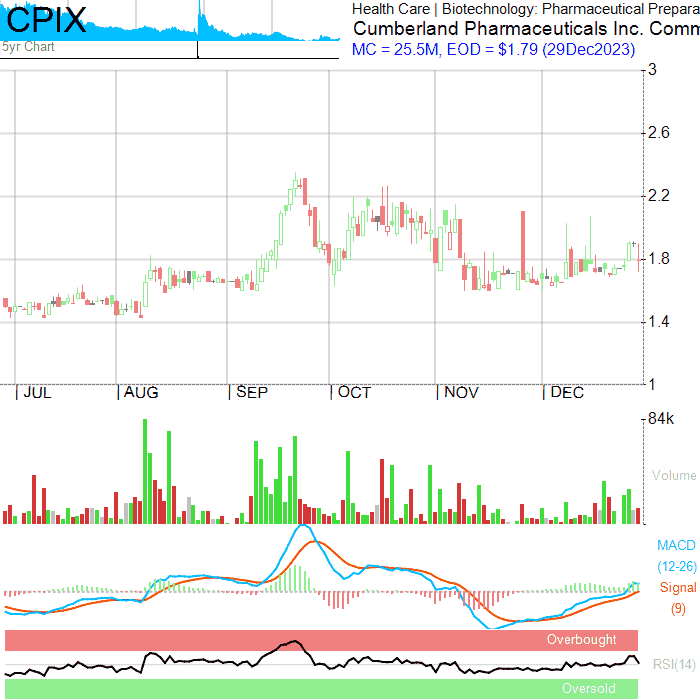 CPIX
5yr Chart
Health Care | Biotechnology: Pharmaceutical Prepara
Cumberland Pharmaceuticals Inc. Comm
MC = 25.5M, EOD = $1.79 (29Dec2023)
3
2.6
2.2
1.8
1.4
1
JUL AUG SEP OCT NOV DEC
84k
Volume
MACD
(12-26)
Signal
(9)
Overbought
RSI(14)
Oversold